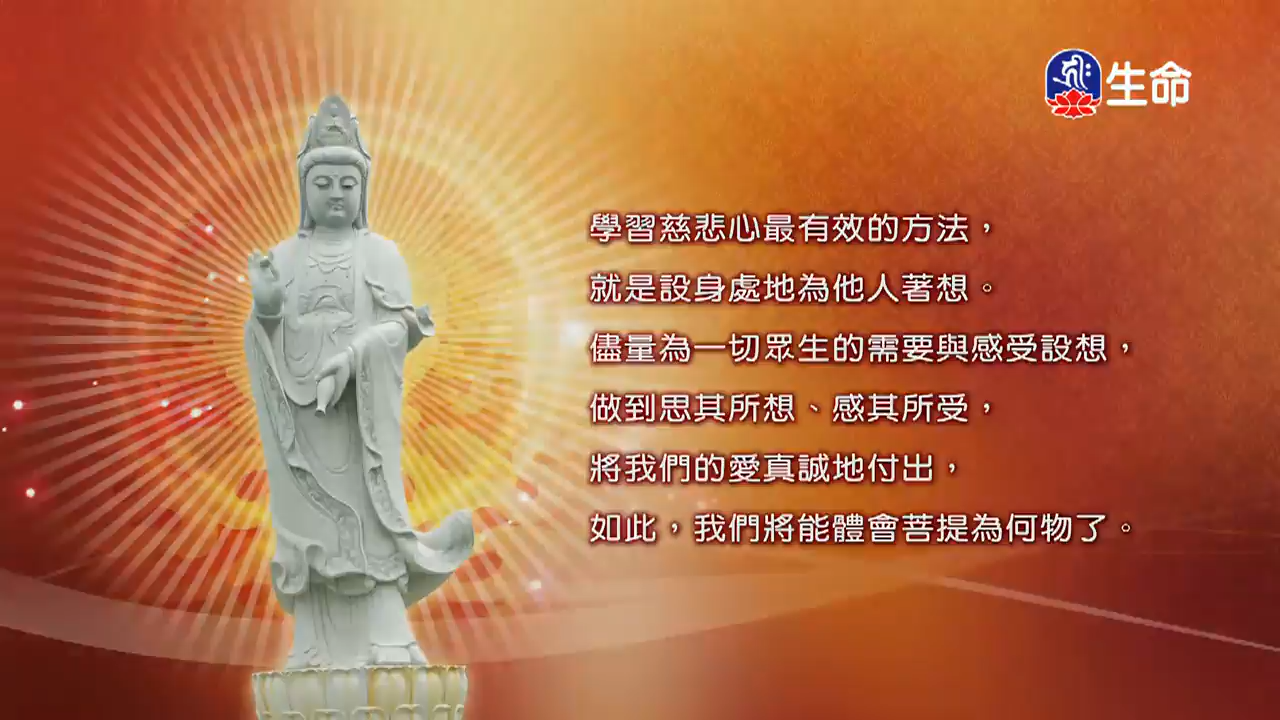 生命
學習慈悲心最有效的方法，
就是設身處地為他人著想。
儘量為一切眾生的需要與感受設想，
做到思其所想、感其所受，
將我們的愛真誠地付出，
如此，我們將能體會菩提為何物了。